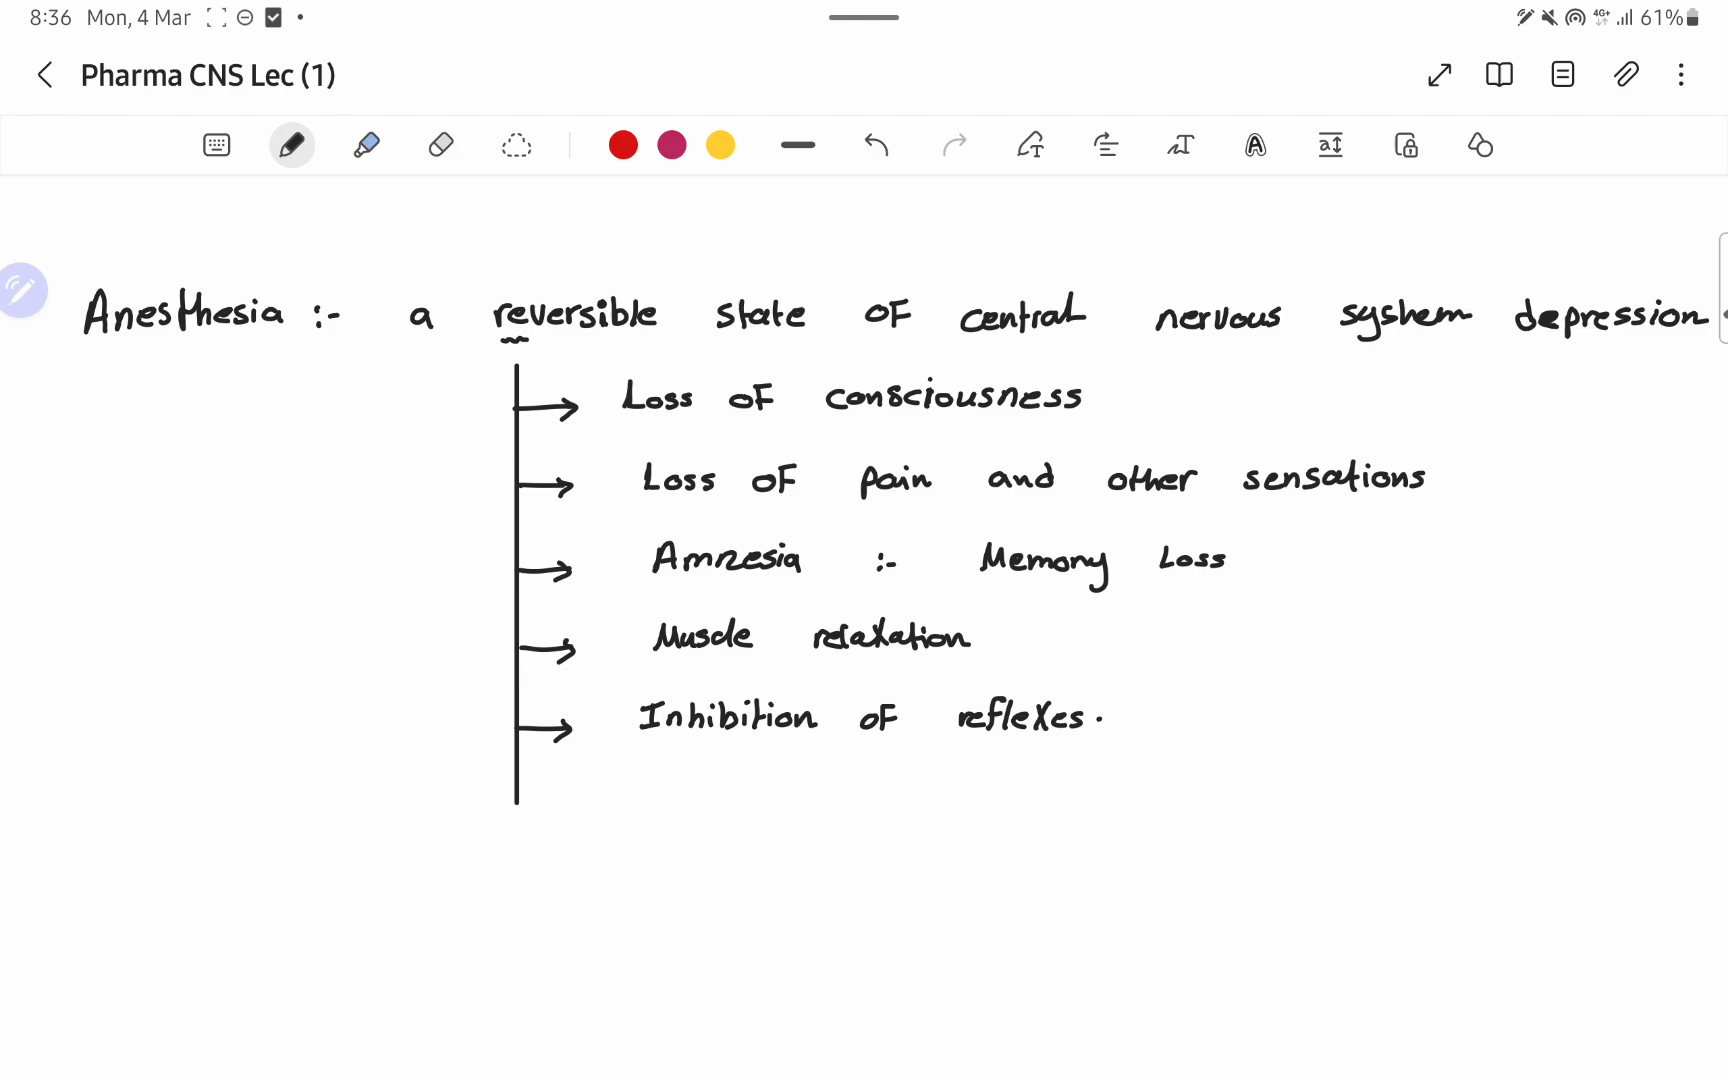 8:36 Mon, 4 Mar 4G+ 61%
Pharma CNS Lec (1)
Anesthesia :- a reversible state of central nervous system depression
Loss of consciousness
Loss of pain and other sensations
Amnesia :- Memory Loss
Muscle relaxation
Inhibition of reflexes.